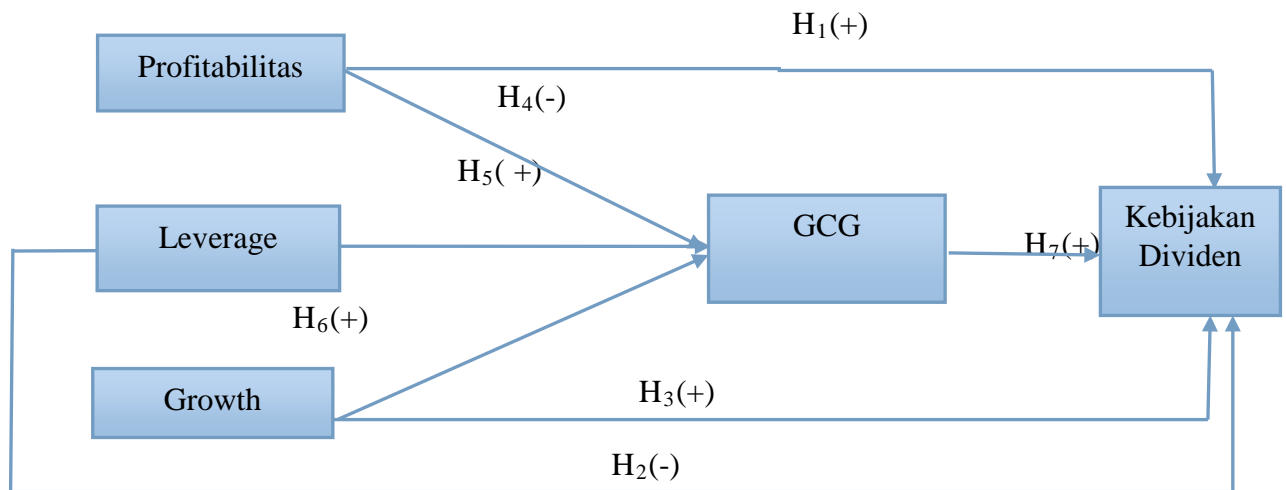 H₁(+)
Profitabilitas
H₄(-)
H₅( +)
Leverage
GCG
Kebijakan
Dividen
H₇(+)
H₆(+)
Growth
H₃(+)
H₂(-)